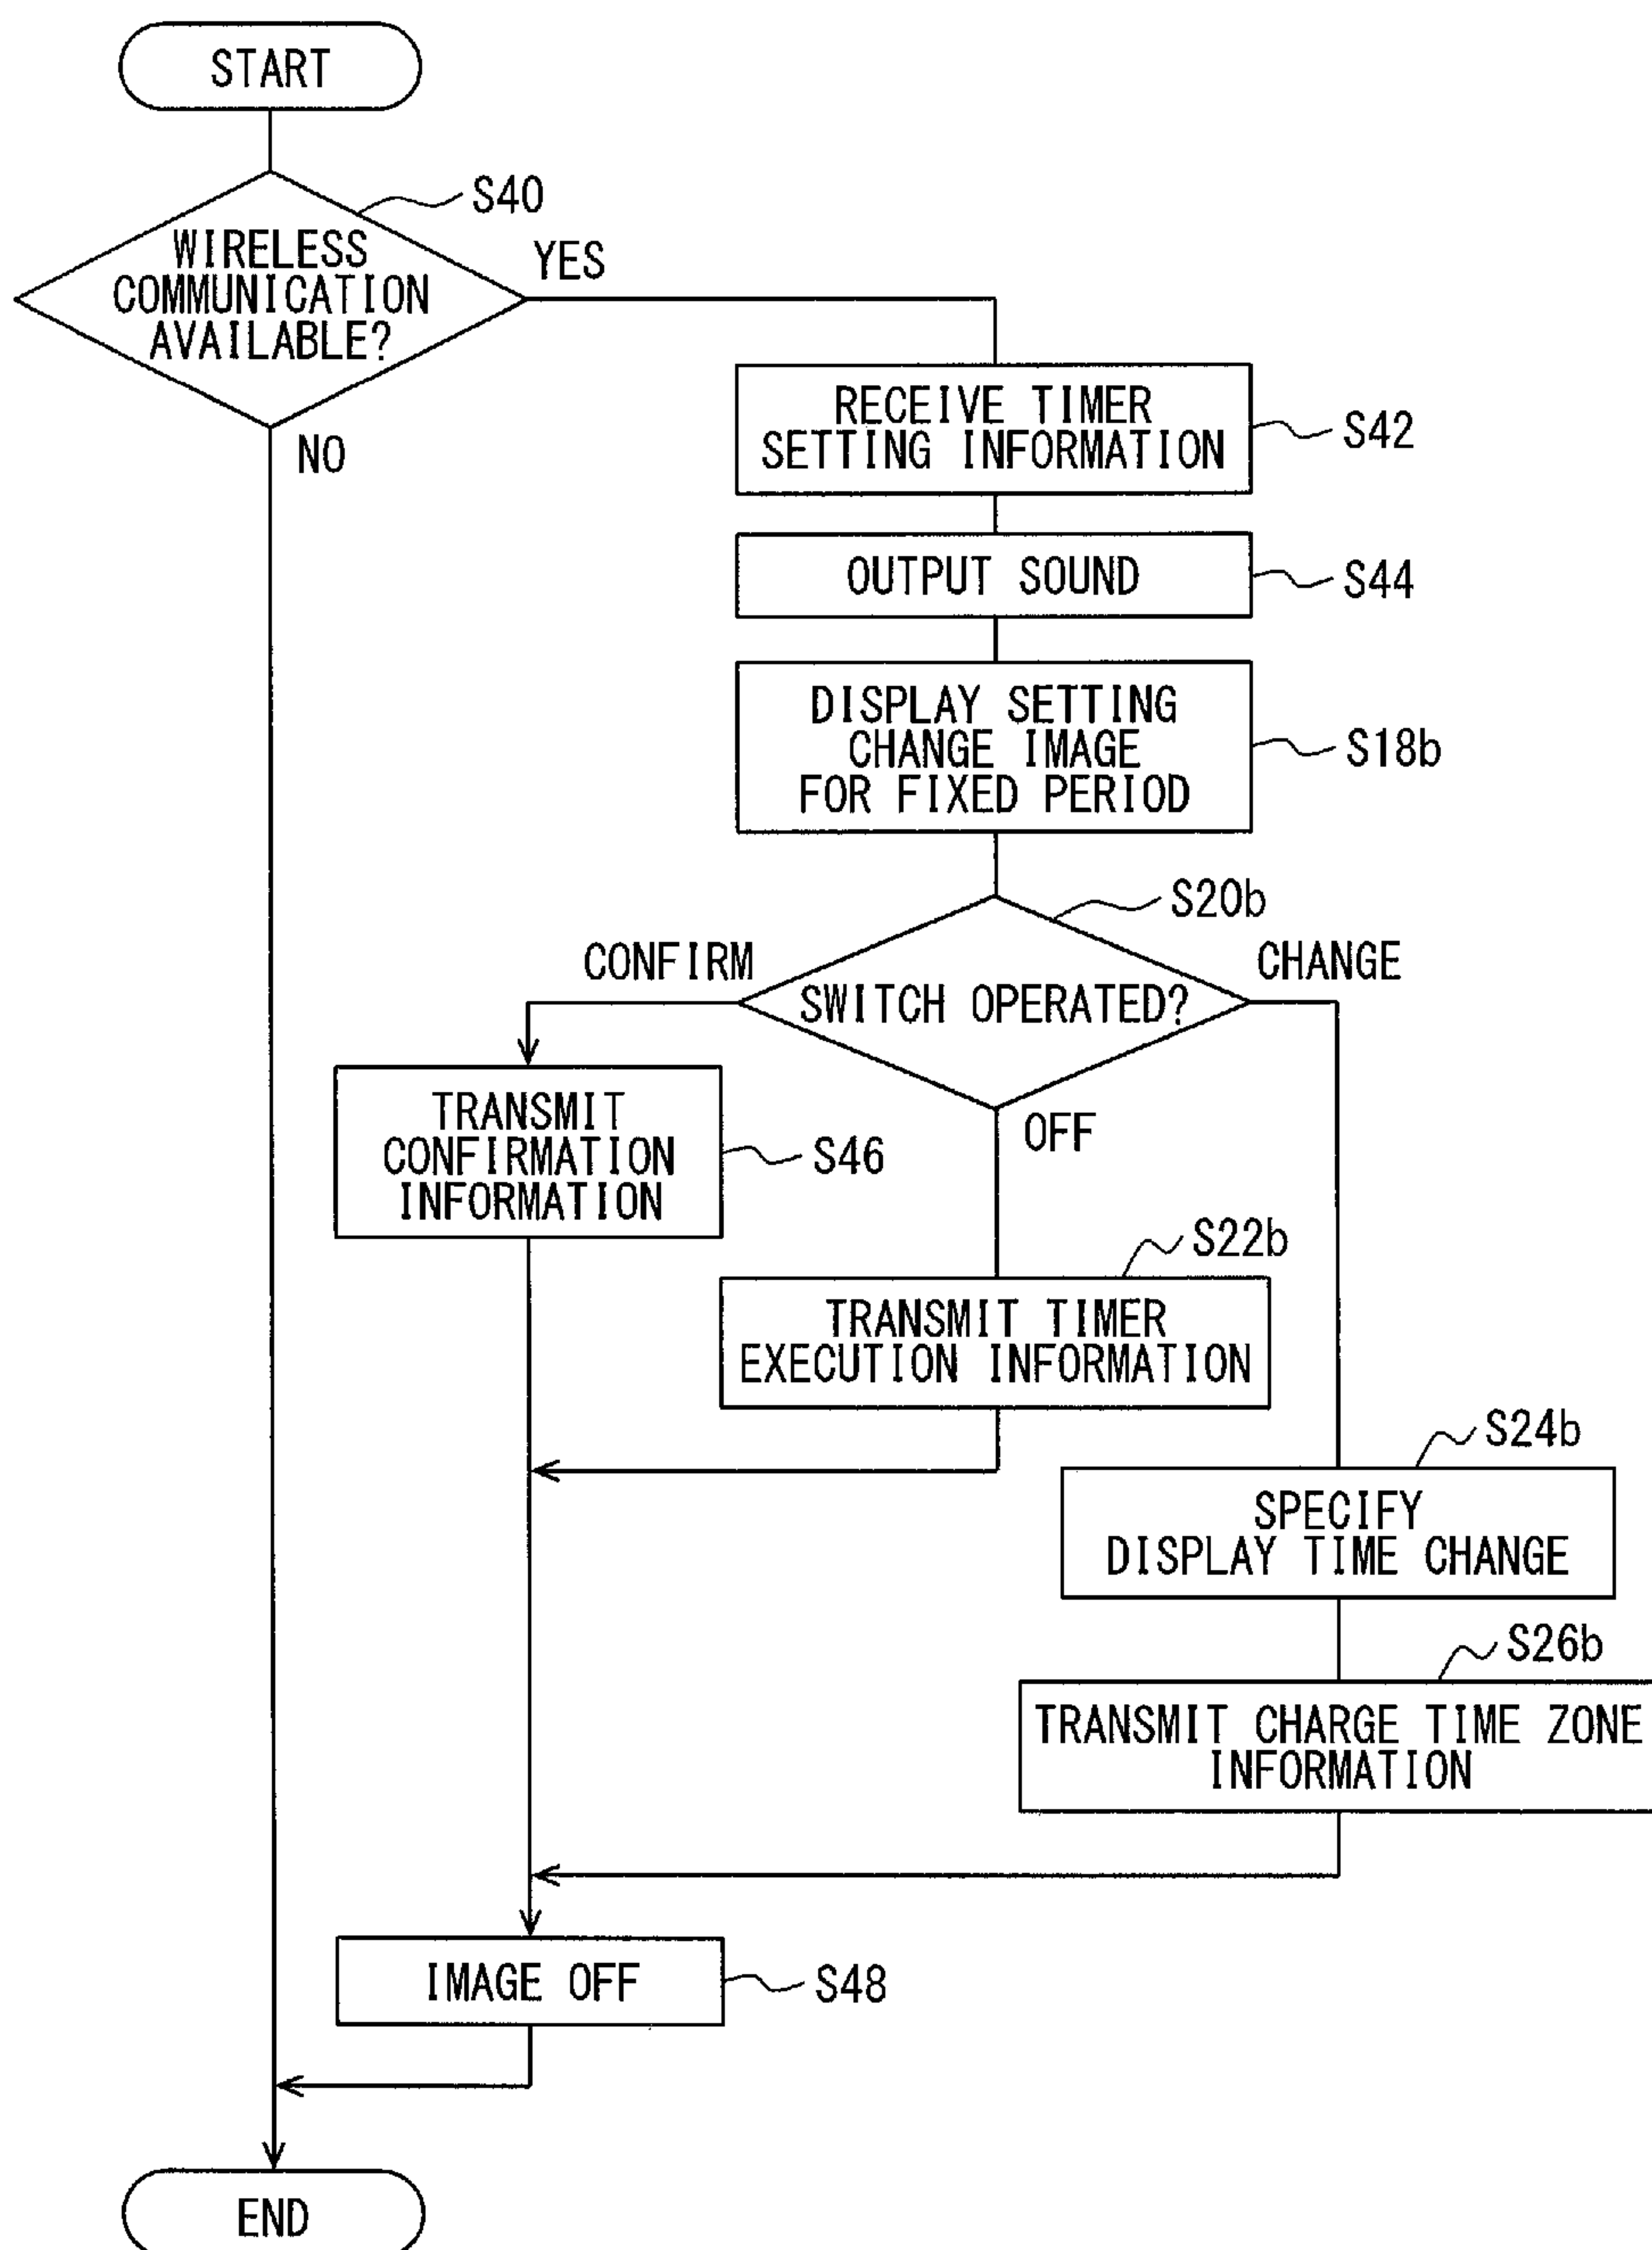 START
S40
WIRELESS
COMMUNICATION
AVAILABLE?
YES
NO
RECEIVE TIMER
SETTING INFORMATION
S42
OUTPUT SOUND
S44
DISPLAY SETTING
CHANGE IMAGE
FOR FIXED PERIOD
S18b
S20b
CONFIRM
CHANGE
SWITCH OPERATED?
OFF
TRANSMIT
CONFIRMATION
INFORMATION
S46
S22b
TRANSMIT TIMER
EXECUTION INFORMATION
S24b
SPECIFY
DISPLAY TIME CHANGE
S26b
TRANSMIT CHARGE TIME ZONE
INFORMATION
IMAGE OFF
S48
END